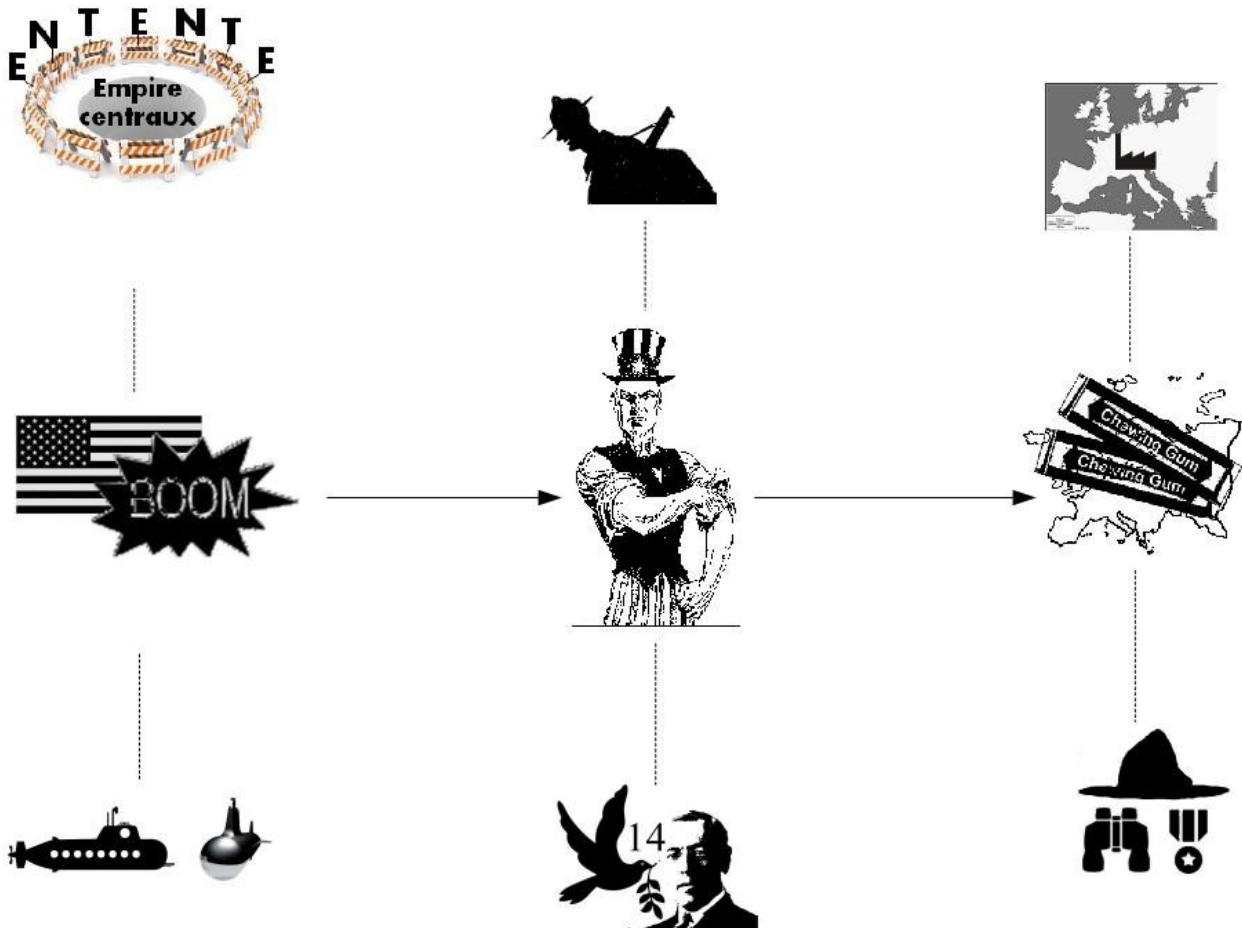 ENTENTE
Empire
centraux
BOOM
Chewing Gum
Chewing Gum
14